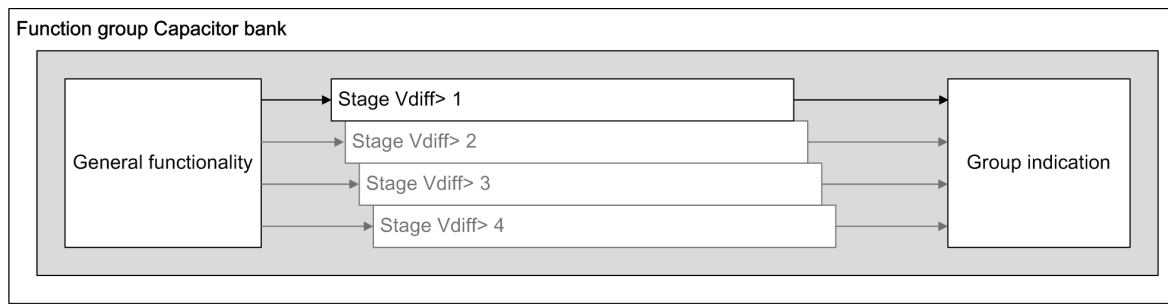 Function group Capacitor bank
General functionality
Stage Vdiff> 1
Stage Vdiff> 2
Stage Vdiff> 3
Stage Vdiff> 4
Group indication